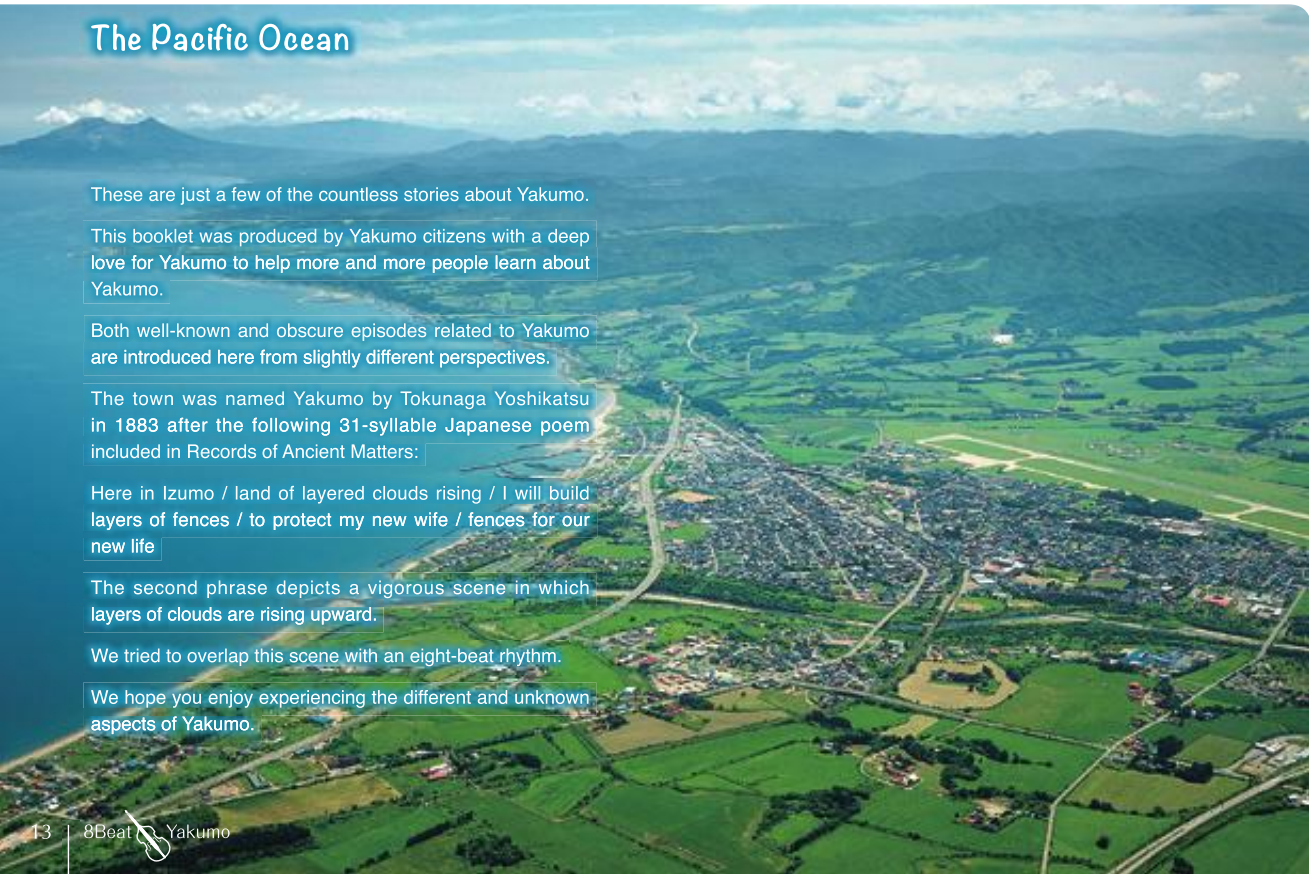 The Pacific Ocean
These are just a few of the countless stories about Yakumo.
This booklet was produced by Yakumo citizens with a deep
love for Yakumo to help more and more people learn about
Yakumo.
Both well-known and obscure episodes related to Yakumo
are introduced here from slightly different perspectives.
The town was named Yakumo by Tokunaga Yoshikatsu
in 1883 after the following 31-syllable Japanese poem
included in Records of Ancient Matters:
Here in Izumo / land of layered clouds rising / I will build
layers of fences / to protect my new wife / fences for our
new life
The second phrase depicts a vigorous scene in which
layers of clouds are rising upward.
We tried to overlap this scene with an eight-beat rhythm.
We hope you enjoy experiencing the different and unknown
aspects of Yakumo.
13 8Beat Yakumo